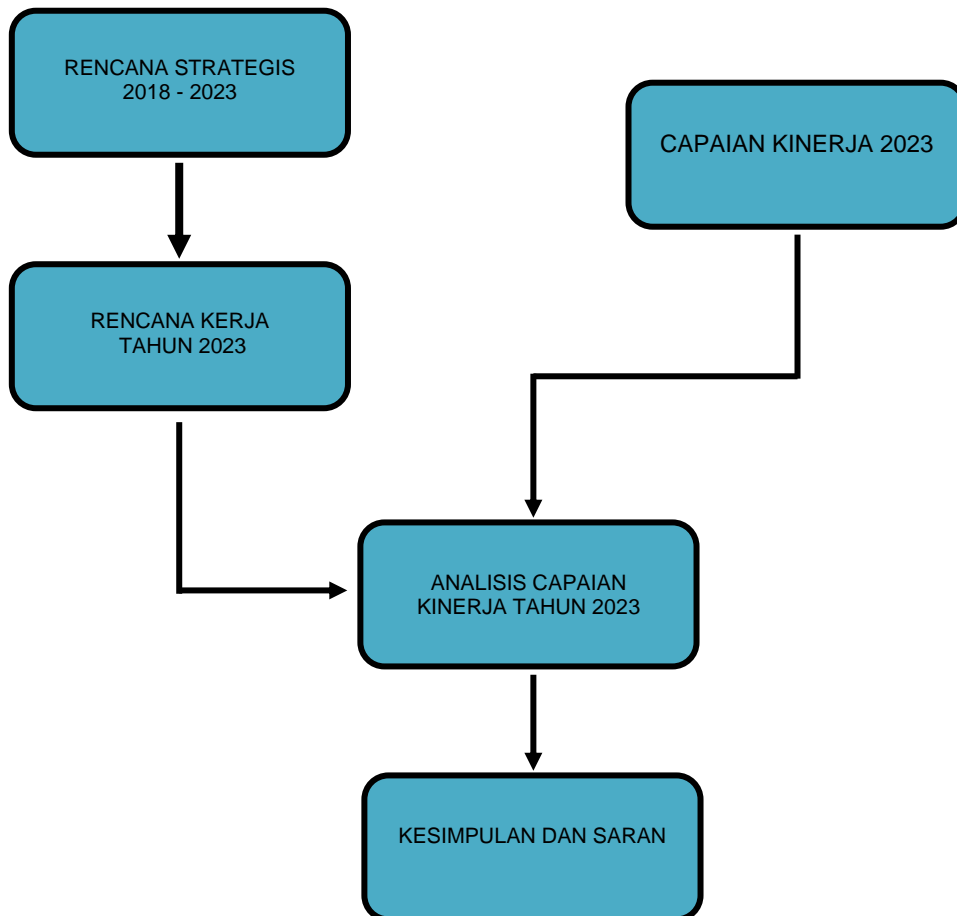 RENCANA STRATEGIS
2018 - 2023
CAPAIAN KINERJA 2023
RENCANA KERJA
TAHUN 2023
ANALISIS CAPAIAN
KINERJA TAHUN 2023
KESIMPULAN DAN SARAN